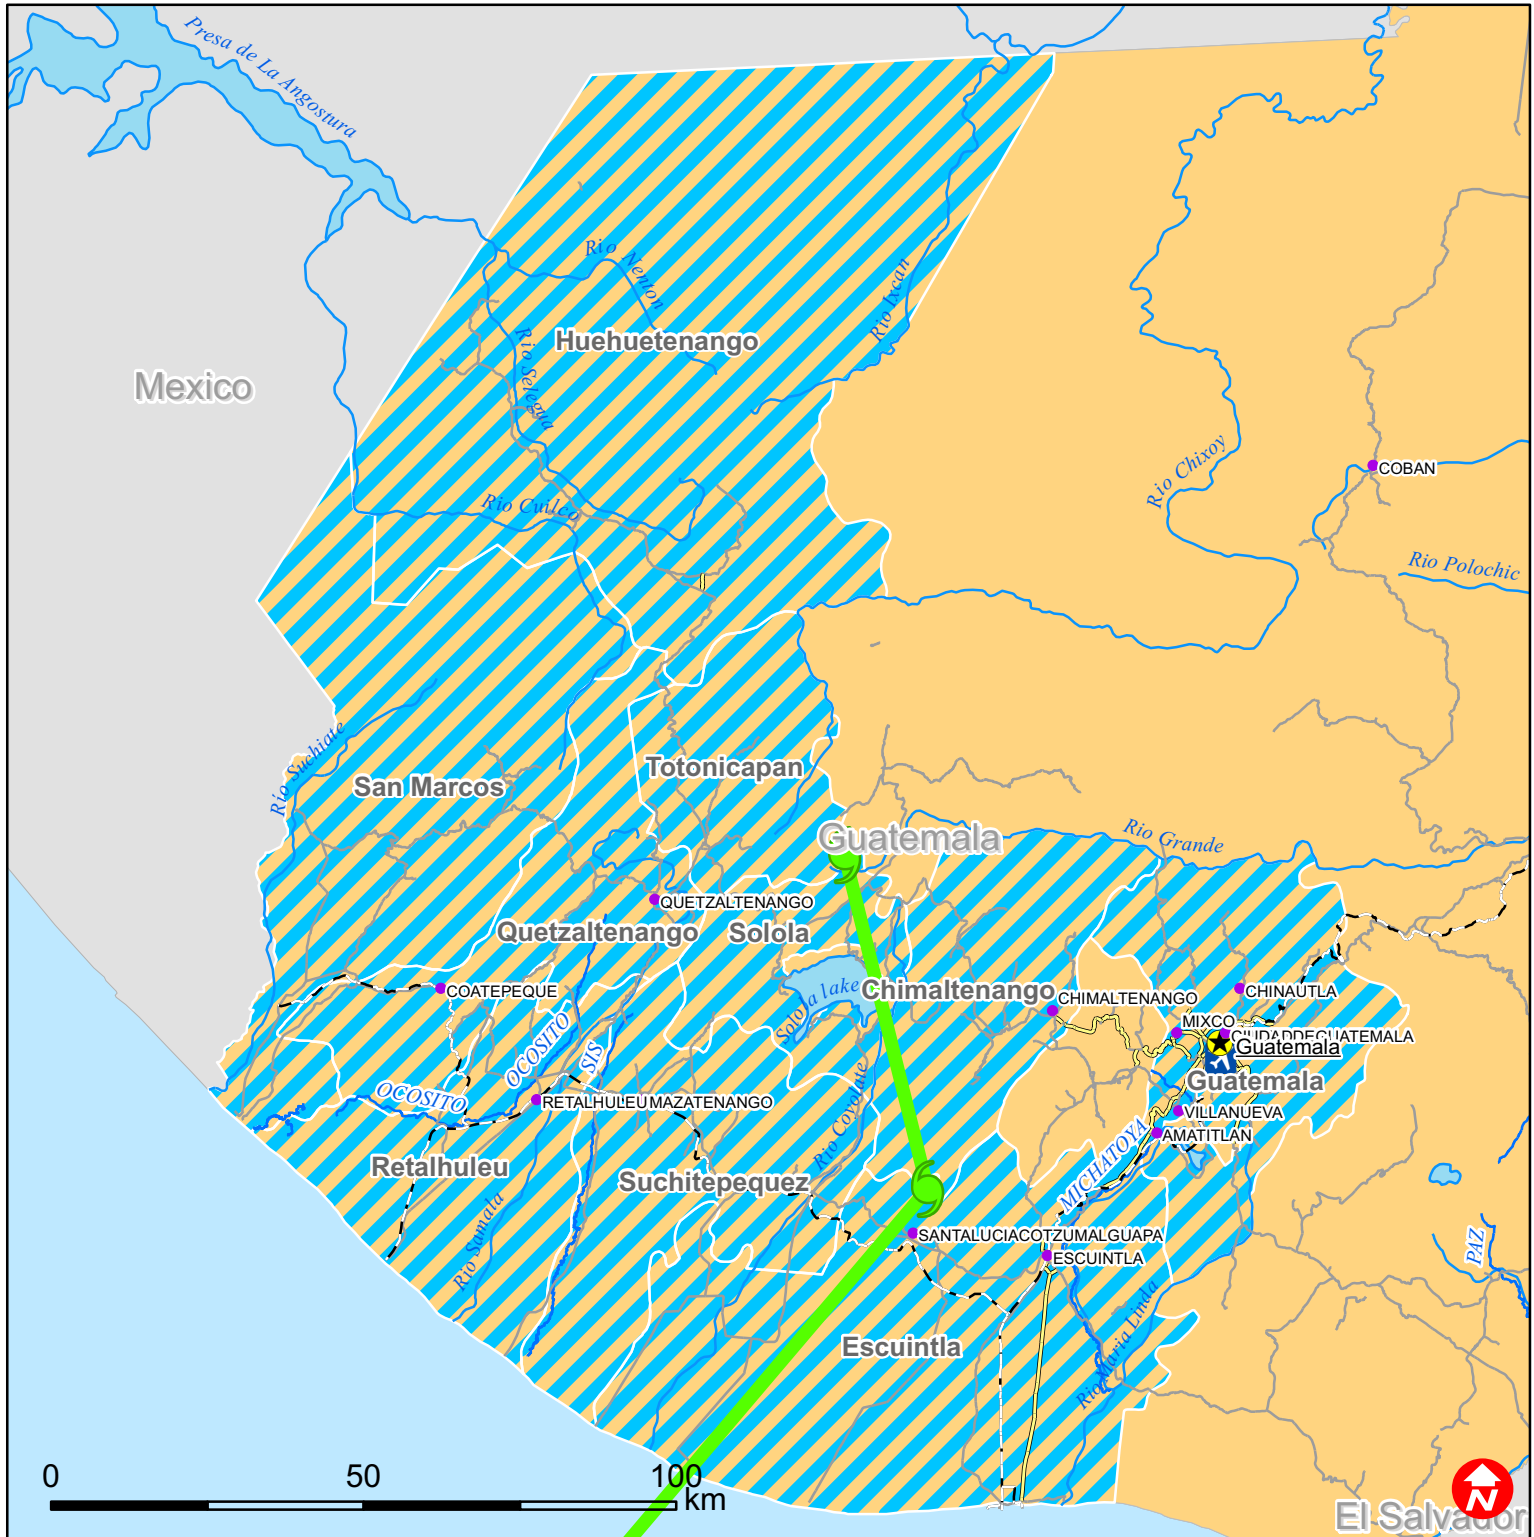 Presa de La Angostura
Rio Nenton
Rio Ixcan
Rio Selegua
Huehuetenango
Mexico
Rio Chixoy
COBAN
Rio Cuilco
Rio Polochic
Rio Suchiate
Totonicapan
San Marcos
Guatemala
Rio Grande
QUETZALTENANGO
Quetzaltenango
Solola
COATEPEQUE
Solola lake
Chimaltenango
CHIMALTENANGO
CHINAUTLA
MIXCO
CIUDADDEGUATEMALA
Guatemala
OCOSITO
SIS
OCOSITO
Guatemala
RETALHULEU
MAZATENANGO
Rio Coyolate
VILLANUEVA
AMATITLAN
MICHATOYA
Retalhuleu
Suchitepequez
Rio Samala
SANTALUCIACOTZUMALGUAPA
ESCUINTLA
PAZ
Escuintla
Rio Maria Linda
0 50 100
km
N
El Salvador